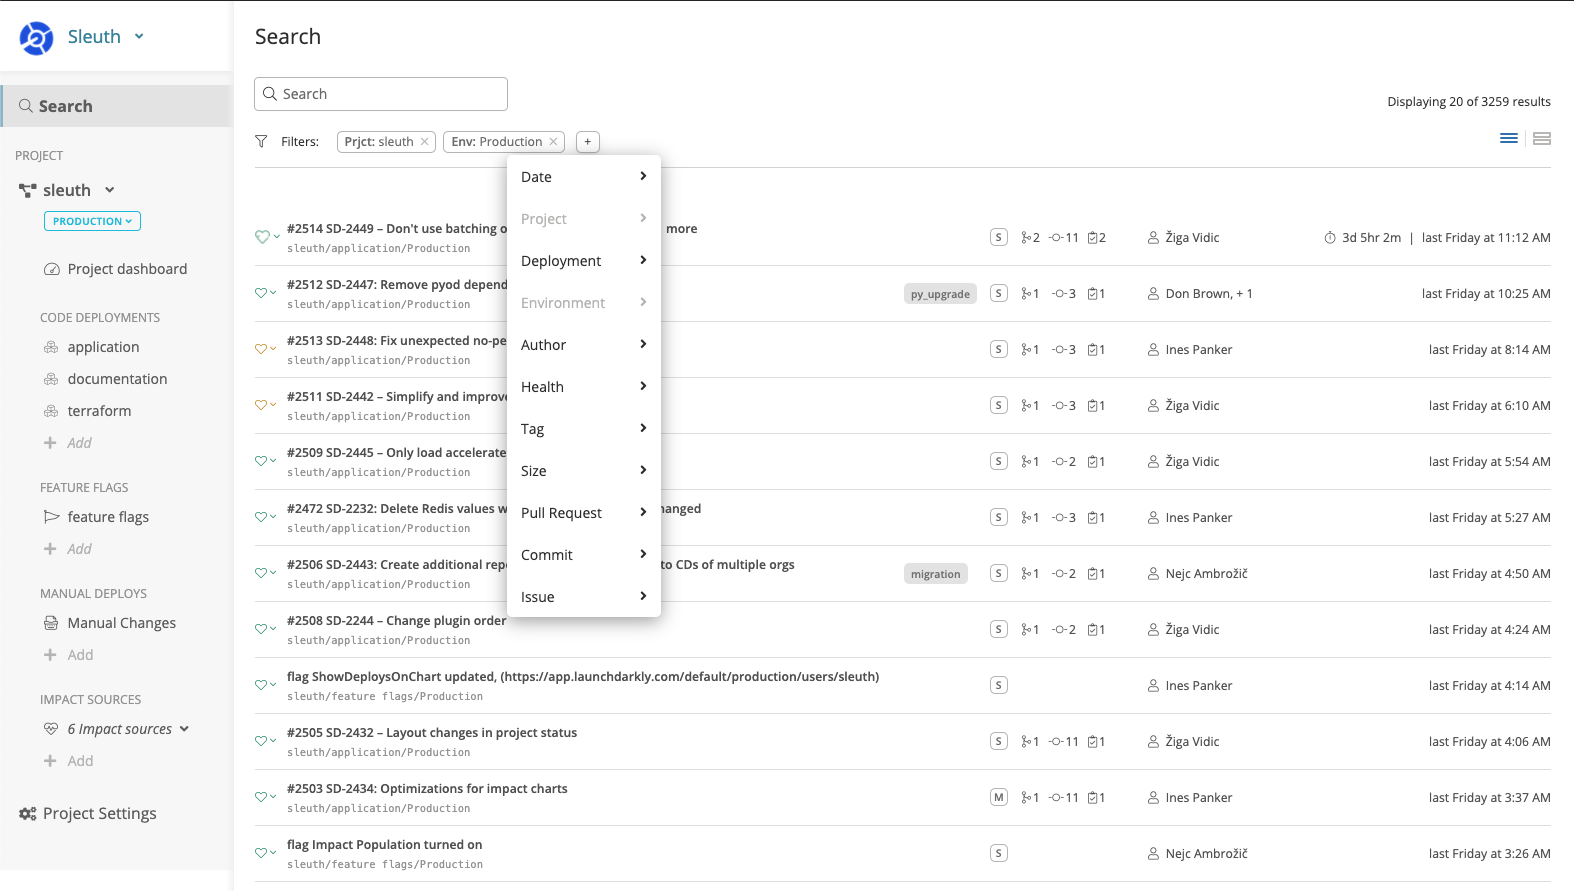 Sleuth
Search
PROJECT
sleuth
PRODUCTION
Project dashboard
CODE DEPLOYMENTS
application
documentation
terraform
Add
FEATURE FLAGS
feature flags
Add
MANUAL DEPLOYS
Manual Changes
Add
IMPACT SOURCES
6 Impact sources
Add
Project Settings
Search
Search
Displaying 20 of 3259 results
Filters: Prjct: sleuth Env: Production +
Date
Project
Deployment
Environment
Author
Health
Tag
Size
Pull Request
Commit
Issue
#2514 SD-2449 – Don't use batching more
sleuth/application/Production
S 2 11 2 Žiga Vidic 3d 5hr 2m | last Friday at 11:12 AM
#2512 SD-2447: Remove pyod depend
sleuth/application/Production
py_upgrade S 1 3 1 Don Brown, + 1 last Friday at 10:25 AM
#2513 SD-2448: Fix unexpected no-pe
sleuth/application/Production
S 1 3 1 Ines Panker last Friday at 8:14 AM
#2511 SD-2442 – Simplify and improve
sleuth/application/Production
S 1 3 1 Žiga Vidic last Friday at 6:10 AM
#2509 SD-2445 – Only load accelerate
sleuth/application/Production
S 1 2 1 Žiga Vidic last Friday at 5:54 AM
#2472 SD-2232: Delete Redis values w hanged
sleuth/application/Production
S 1 3 1 Ines Panker last Friday at 5:27 AM
#2506 SD-2443: Create additional repo to CDs of multiple orgs
sleuth/application/Production
migration S 1 2 1 Nejc Ambrožič last Friday at 4:50 AM
#2508 SD-2244 – Change plugin order
sleuth/application/Production
S 1 2 1 Žiga Vidic last Friday at 4:24 AM
flag ShowDeploysOnChart updated, (https://app.launchdarkly.com/default/production/users/sleuth)
sleuth/feature flags/Production
S Ines Panker last Friday at 4:14 AM
#2505 SD-2432 – Layout changes in project status
sleuth/application/Production
S 1 11 1 Žiga Vidic last Friday at 4:06 AM
#2503 SD-2434: Optimizations for impact charts
sleuth/application/Production
M 1 11 1 Ines Panker last Friday at 3:37 AM
flag Impact Population turned on
sleuth/feature flags/Production
S Nejc Ambrožič last Friday at 3:26 AM